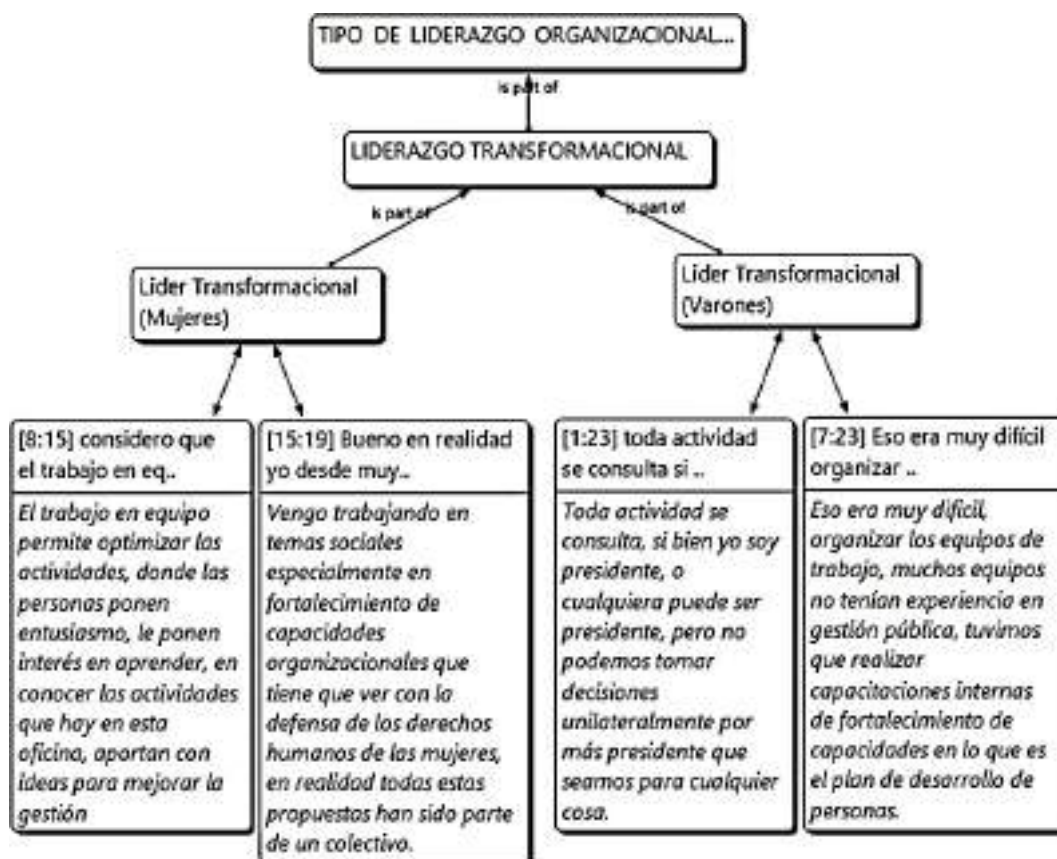 TIPO DE LIDERAZGO ORGANIZACIONAL...
is part of
LIDERAZGO TRANSFORMACIONAL
is part of
is part of
Lider Transformacional
(Mujeres)
Lider Transformacional
(Varones)
[8:15] considero que
el trabajo en eq..
El trabajo en equipo
permite optimizar las
actividades, donde las
personas ponen
entusiasmo, le ponen
interés en aprender, en
conocer las actividades
que hay en esta
oficina, aportan con
ideas para mejorar la
gestión
[15:19] Bueno en realidad
yo desde muy..
Vengo trabajando en
temas sociales
especialmente en
fortalecimiento de
capacidades
organizacionales que
tiene que ver con la
defensa de los derechos
humanos de las mujeres,
en realidad todas estas
propuestas han sido parte
de un colectivo.
[1:23] toda actividad
se consulta si ..
Toda actividad se
consulta, si bien yo soy
presidente, o
cualquiera puede ser
presidente, pero no
podemos tomar
decisiones
unilateralmente por
más presidente que
seamos para cualquier
cosa.
[7:23] Eso era muy difícil
organizar ..
Eso era muy difícil,
organizar los equipos de
trabajo, muchos equipos
no tenían experiencia en
gestión pública, tuvimos
que realizar
capacitaciones internas
de fortalecimiento de
capacidades en lo que es
el plan de desarrollo de
personas.